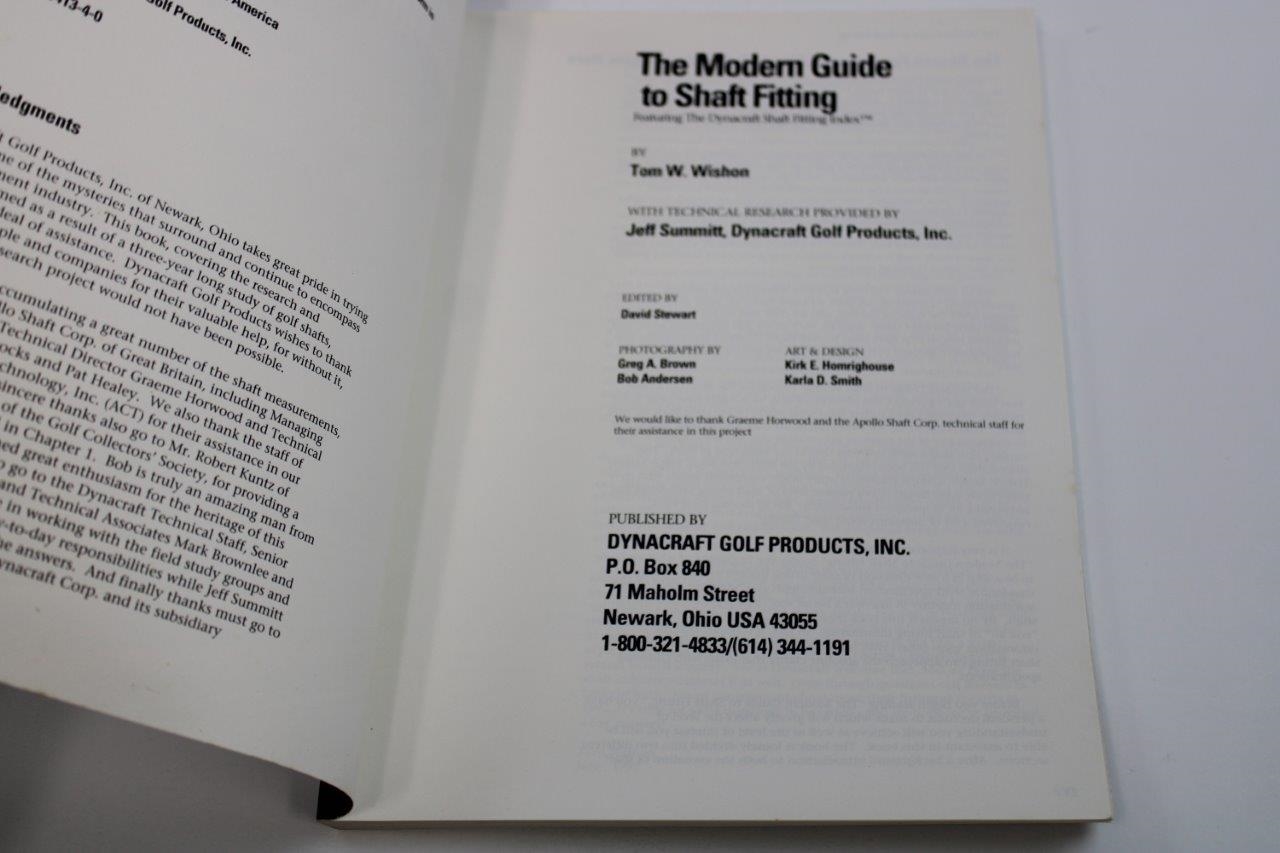 America
413-4-0
Golf Products, Inc.
ledgments
t Golf Products, Inc. of Newark, Ohio takes great pride in trying
ne of the mysteries that surround and continue to encompass
ment industry. This book, covering the research and
med as a result of a three-year long study of golf shafts,
deal of assistance. Dynacraft Golf Products wishes to thank
ple and companies for their valuable help, for without it,
search project would not have been possible.
ccumulating a great number of the shaft measurements,
llo Shaft Corp. of Great Britain, including Managing
Technical Director Graeme Horwood and Technical
ocks and Pat Healey. We also thank the staff of
chnology, Inc. (ACT) for their assistance in our
sincere thanks also go to Mr. Robert Kuntz of
of the Golf Collectors' Society, for providing a
l in Chapter 1. Bob is truly an amazing man from
ned great enthusiasm for the heritage of this
o go to the Dynacraft Technical Staff, Senior
and Technical Associates Mark Brownlee and
e in working with the field study groups and
y-to-day responsibilities while Jeff Summitt
he answers. And finally thanks must go to
ynacraft Corp. and its subsidiary
The Modern Guide
to Shaft Fitting
Featuring The Dynacraft Shaft Fitting Index™
BY
Tom W. Wishon
WITH TECHNICAL RESEARCH PROVIDED BY
Jeff Summitt, Dynacraft Golf Products, Inc.
EDITED BY
David Stewart
PHOTOGRAPHY BY
Greg A. Brown
Bob Andersen
ART & DESIGN
Kirk E. Homrighouse
Karla D. Smith
We would like to thank Graeme Horwood and the Apollo Shaft Corp. technical staff for
their assistance in this project
PUBLISHED BY
DYNACRAFT GOLF PRODUCTS, INC.
P.O. Box 840
71 Maholm Street
Newark, Ohio USA 43055
1-800-321-4833/(614) 344-1191